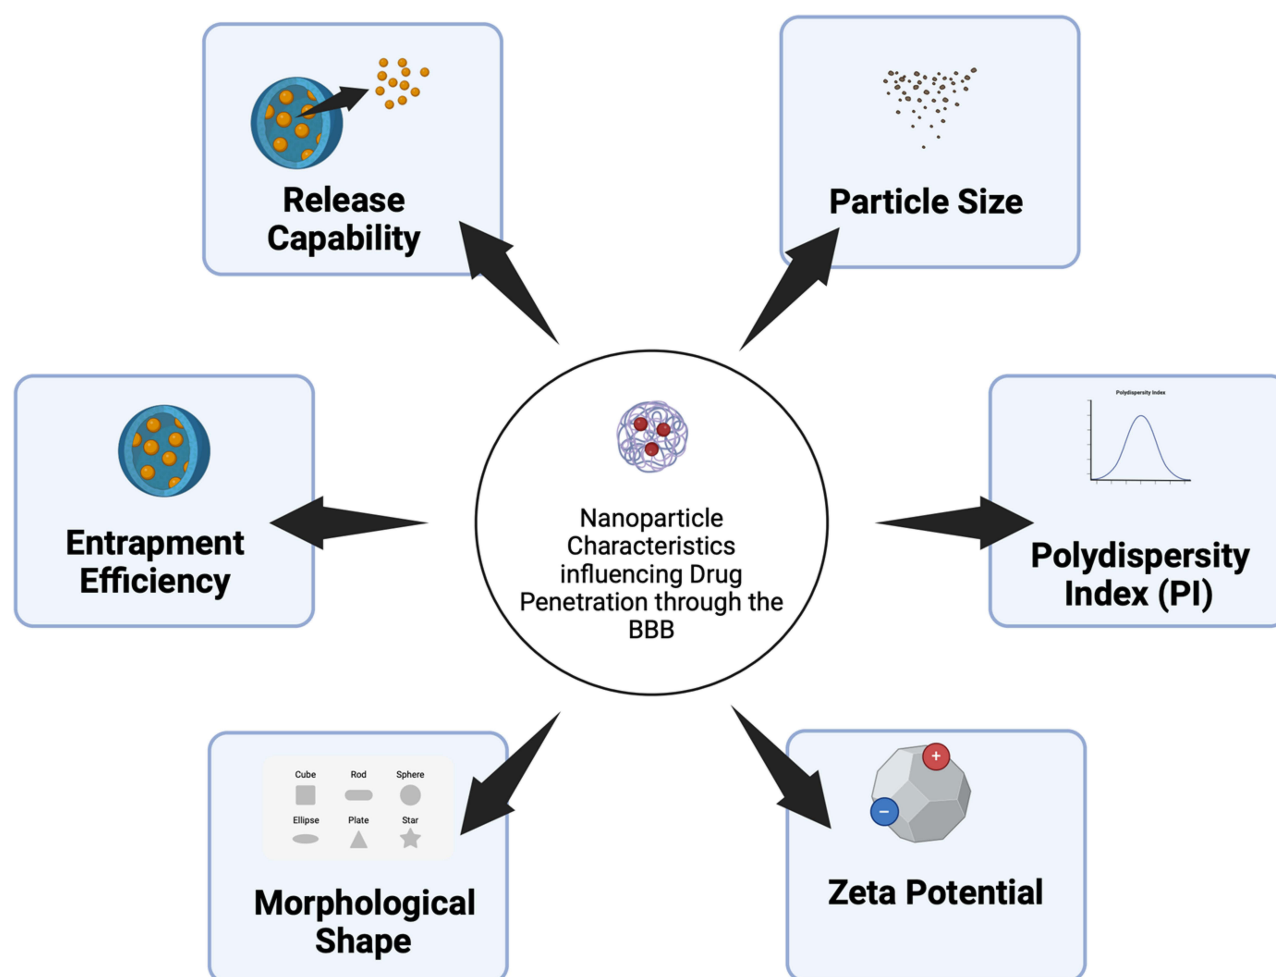 Release
Capability
Particle Size
Entrapment
Efficiency
Nanoparticle
Characteristics
influencing Drug
Penetration through the
BBB
Polydispersity Index
Polydispersity
Index (PI)
Cube Rod Sphere
Ellipse Plate Star
Morphological
Shape
+
−
Zeta Potential